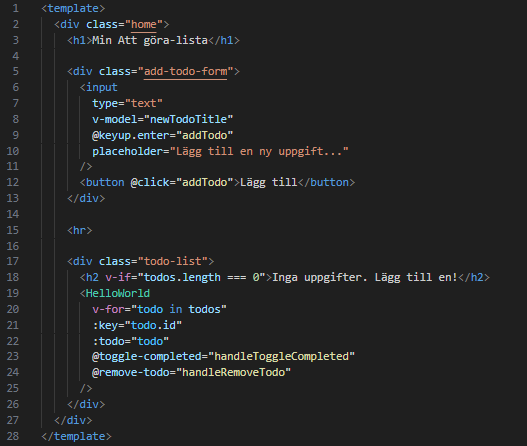 1 <template>
2   <div class="home">
3     <h1>Min Att göra-lista</h1>
4
5     <div class="add-todo-form">
6       <input
7         type="text"
8         v-model="newTodoTitle"
9         @keyup.enter="addTodo"
10         placeholder="Lägg till en ny uppgift..."
11       />
12       <button @click="addTodo">Lägg till</button>
13     </div>
14
15     <hr>
16
17     <div class="todo-list">
18       <h2 v-if="todos.length === 0">Inga uppgifter. Lägg till en!</h2>
19       <HelloWorld
20         v-for="todo in todos"
21         :key="todo.id"
22         :todo="todo"
23         @toggle-completed="handleToggleCompleted"
24         @remove-todo="handleRemoveTodo"
25       />
26     </div>
27   </div>
28 </template>